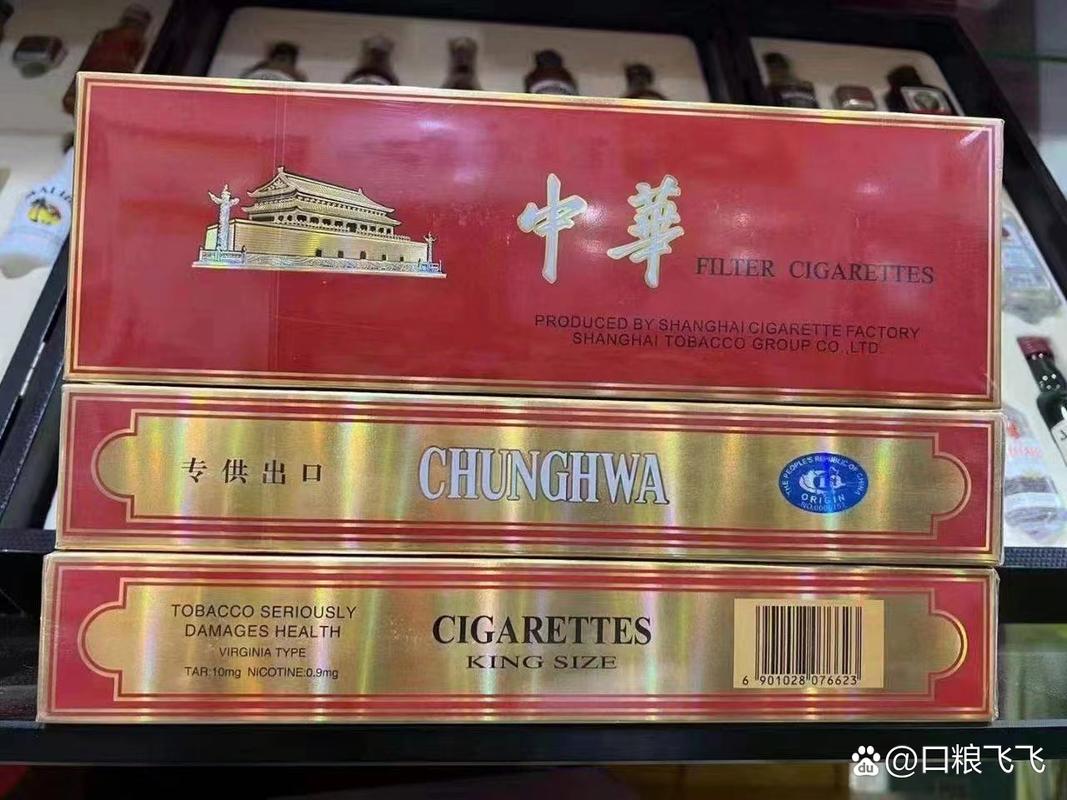 中華
FILTER CIGARETTES
PRODUCED BY SHANGHAI CIGARETTE FACTORY
SHANGHAI TOBACCO GROUP CO.,LTD.
专供出口
CHUNGHWA
THE PEOPLE'S REPUBLIC OF CHINA
ORIGIN
TOBACCO SERIOUSLY
DAMAGES HEALTH
VIRGINIA TYPE
TAR:10mg NICOTINE:0.9mg
CIGARETTES
KING SIZE
6 901028 076623
du @口粮飞飞